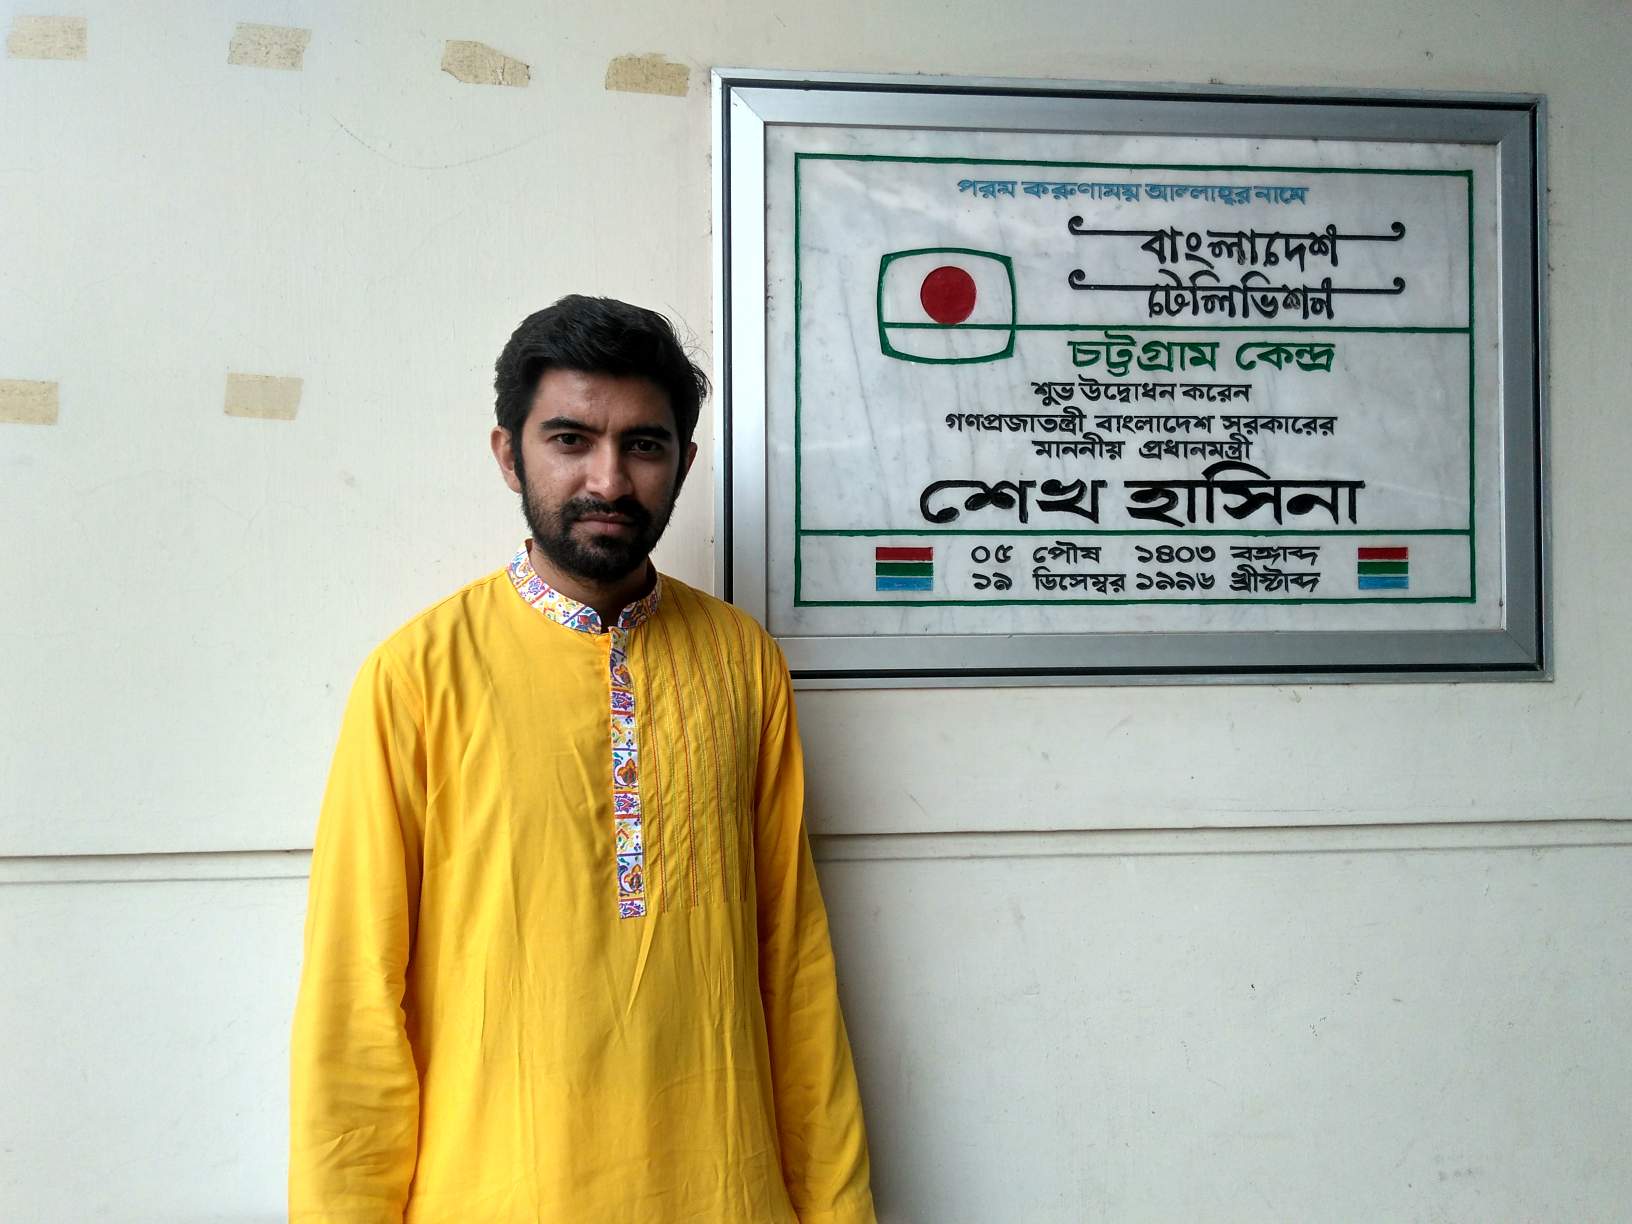 পরম করুণাময় আল্লাহর নামে
বাংলাদেশ
টেলিভিশন
চট্টগ্রাম কেন্দ্র
শুভ উদ্বোধন করেন
গণপ্রজাতন্ত্রী বাংলাদেশ সরকারের
মাননীয় প্রধানমন্ত্রী
শেখ হাসিনা
০৫ পৌষ ১৪০৩ বঙ্গাব্দ
১৯ ডিসেম্বর ১৯৯৬ খ্রীস্টাব্দ